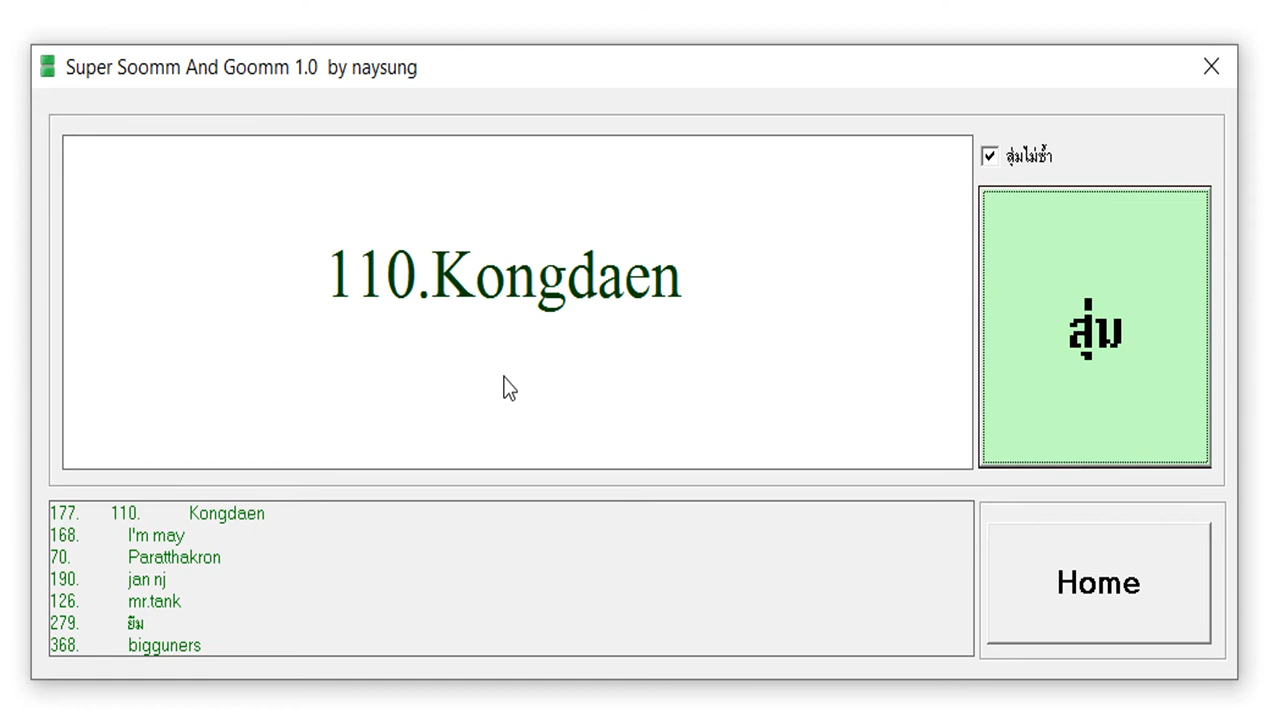 Super Soomm And Goomm 1.0 by naysung
สุ่มไม่ซ้ำ
110.Kongdaen
สุ่ม
177. 110. Kongdaen
168. I'm may
70. Paratthakron
190. jan nj
126. mr.tank
279. ยีม
368. bigguners
Home